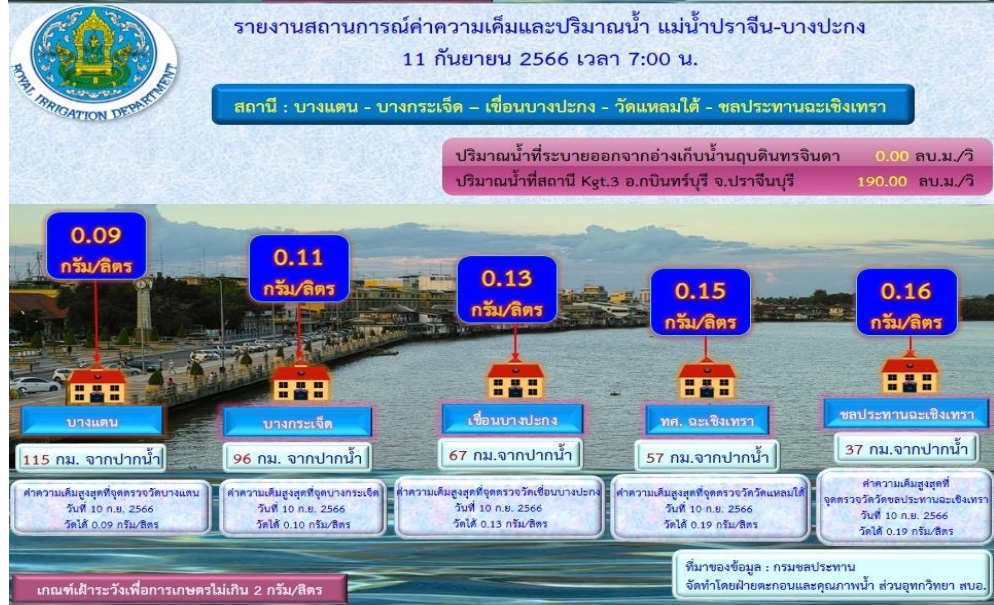 รายงานสถานการณ์ค่าความเค็มและปริมาณน้ำ แม่น้ำปราจีน-บางปะกง
11 กันยายน 2566 เวลา 7:00 น.
ROYAL IRRIGATION DEPARTMENT
สถานี : บางแตน - บางกระเจ็ด – เขื่อนบางปะกง - วัดแหลมใต้ - ชลประทานฉะเชิงเทรา
ปริมาณน้ำที่ระบายออกจากอ่างเก็บน้ำนฤบดินทรจินดา 0.00 ลบ.ม./วิ
ปริมาณน้ำที่สถานี Kgt.3 อ.กบินทร์บุรี จ.ปราจีนบุรี 190.00 ลบ.ม./วิ
0.09
กรัม/ลิตร
0.11
กรัม/ลิตร
0.13
กรัม/ลิตร
0.15
กรัม/ลิตร
0.16
กรัม/ลิตร
บางแตน
บางกระเจ็ด
เขื่อนบางปะกง
ทศ. ฉะเชิงเทรา
ชลประทานฉะเชิงเทรา
115 กม. จากปากน้ำ
96 กม. จากปากน้ำ
67 กม.จากปากน้ำ
57 กม.จากปากน้ำ
37 กม.จากปากน้ำ
ค่าความเค็มสูงสุดที่จุดตรวจวัดบางแตน
วันที่ 10 ก.ย. 2566
วัดได้ 0.09 กรัม/ลิตร
ค่าความเค็มสูงสุดที่จุดบางกระเจ็ด
วันที่ 10 ก.ย. 2566
วัดได้ 0.10 กรัม/ลิตร
ค่าความเค็มสูงสุดที่จุดตรวจวัดเขื่อนบางปะกง
วันที่ 10 ก.ย. 2566
วัดได้ 0.13 กรัม/ลิตร
ค่าความเค็มสูงสุดที่จุดตรวจวัดวัดแหลมใต้
วันที่ 10 ก.ย. 2566
วัดได้ 0.19 กรัม/ลิตร
ค่าความเค็มสูงสุดที่
จุดตรวจวัดวัดชลประทานฉะเชิงเทรา
วันที่ 10 ก.ย. 2566
วัดได้ 0.19 กรัม/ลิตร
เกณฑ์เฝ้าระวังเพื่อการเกษตรไม่เกิน 2 กรัม/ลิตร
ที่มาของข้อมูล : กรมชลประทาน
จัดทำโดยฝ่ายตะกอนและคุณภาพน้ำ ส่วนอุทกวิทยา สบอ.